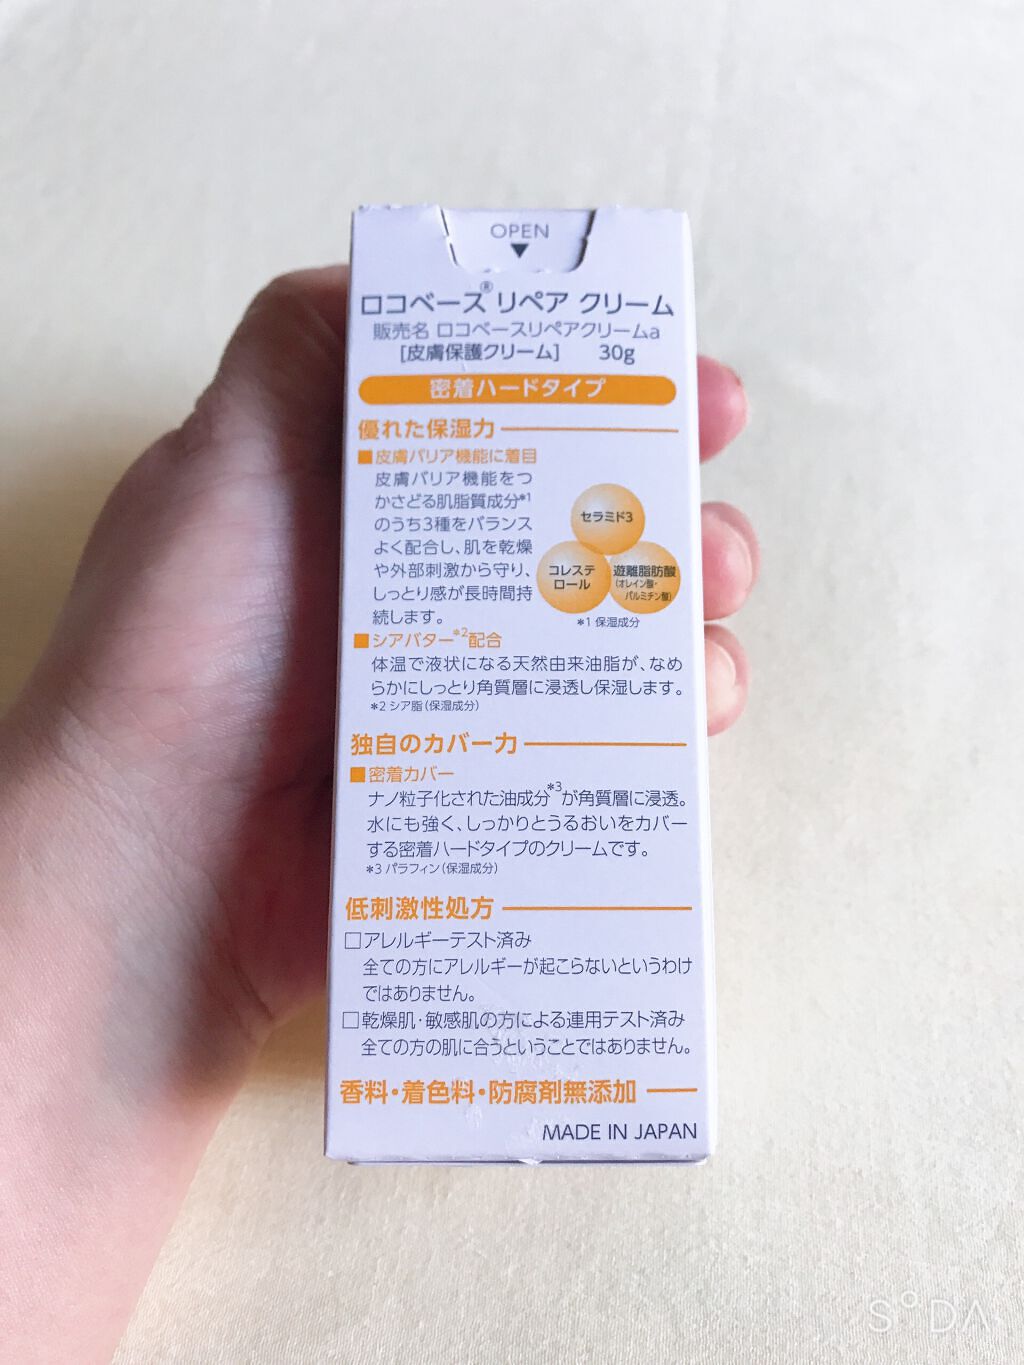 OPEN
▼
ロコベース® リペア クリーム
販売名 ロコベースリペアクリームa
[皮膚保護クリーム] 30g
密着ハードタイプ
優れた保湿力
■皮膚バリア機能に着目
皮膚バリア機能をつ
かさどる肌脂質成分*1
のうち3種をバランス
よく配合し、肌を乾燥
や外部刺激から守り、
しっとり感が長時間持
続します。
セラミド3
コレステ
ロール
遊離脂肪酸
(オレイン酸・
パルミチン酸)
*1 保湿成分
■シアバター*2配合
体温で液状になる天然由来油脂が、なめ
らかにしっとり角質層に浸透し保湿します。
*2 シア脂(保湿成分)
独自のカバー力
■密着カバー
ナノ粒子化された油成分*3が角質層に浸透。
水にも強く、しっかりとうるおいをカバー
する密着ハードタイプのクリームです。
*3 パラフィン(保湿成分)
低刺激性処方
□アレルギーテスト済み
全ての方にアレルギーが起こらないというわけ
ではありません。
□乾燥肌・敏感肌の方による連用テスト済み
全ての方の肌に合うということではありません。
香料・着色料・防腐剤無添加
MADE IN JAPAN
SODA